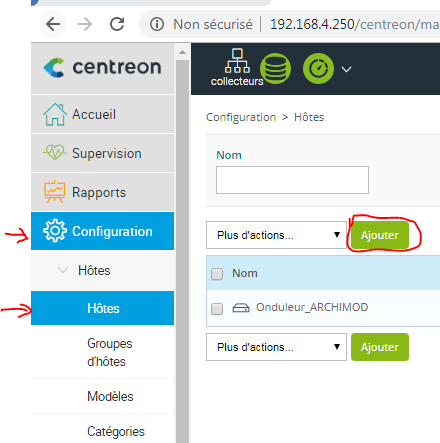 Non sécurisé | 192.168.4.250/centreon/ma
centreon
collecteurs
Accueil
Supervision
Rapports
Configuration
Hôtes
Hôtes
Groupes
d'hôtes
Modèles
Catégories
Configuration > Hôtes
Nom
Plus d'actions...
Ajouter
Nom
Onduleur_ARCHIMOD
Plus d'actions...
Ajouter